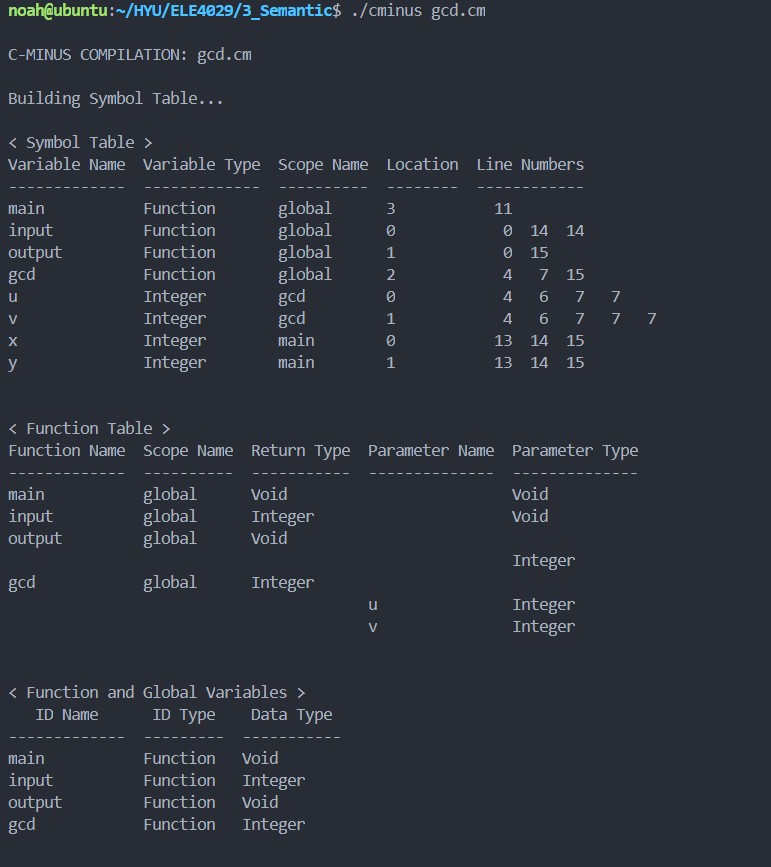 noah@ubuntu:~/HYU/ELE4029/3_Semantic$ ./cminus gcd.cm
C-MINUS COMPILATION: gcd.cm
Building Symbol Table...
< Symbol Table >
Variable Name  Variable Type  Scope Name  Location  Line Numbers
-------------  -------------  ----------  --------  ------------
main           Function       global      3           11
input          Function       global      0            0  14  14
output         Function       global      1            0  15
gcd            Function       global      2            4   7  15
u              Integer        gcd         0            4   6   7   7
v              Integer        gcd         1            4   6   7   7   7
x              Integer        main        0           13  14  15
y              Integer        main        1           13  14  15
< Function Table >
Function Name  Scope Name  Return Type  Parameter Name  Parameter Type
-------------  ----------  -----------  --------------  --------------
main           global      Void                         Void
input          global      Integer                      Void
output         global      Void
                                                        Integer
gcd            global      Integer
                                        u               Integer
                                        v               Integer
< Function and Global Variables >
   ID Name      ID Type    Data Type
-------------  ---------  -----------
main           Function   Void
input          Function   Integer
output         Function   Void
gcd            Function   Integer